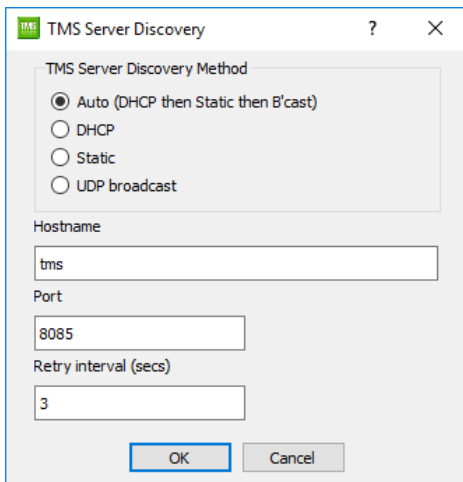 TMS Server Discovery
TMS Server Discovery Method
Auto (DHCP then Static then B'cast)
DHCP
Static
UDP broadcast
Hostname
tms
Port
8085
Retry interval (secs)
3
OK Cancel